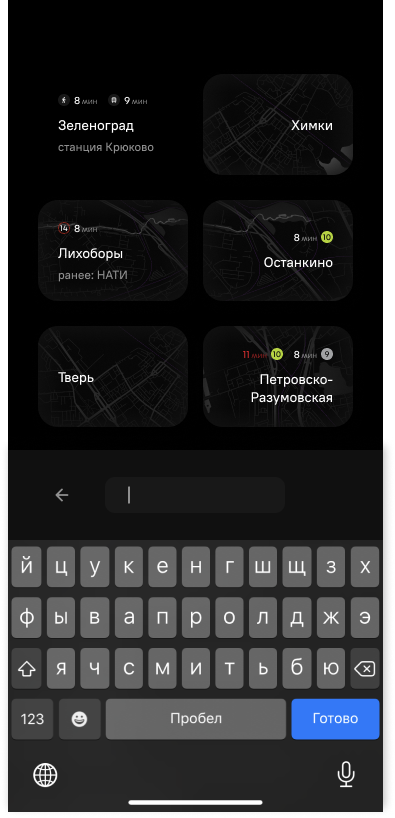 8 мин 9 мин
Зеленоград
станция Крюково
Химки
14 8 мин
Лихоборы
ранее: НАТИ
8 мин 10
Останкино
Тверь
11 мин 10 8 мин 9
Петровско-
Разумовская
й ц у к е н г ш щ з х
ф ы в а п р о л д ж э
я ч с м и т ь б ю
123 Пробел Готово